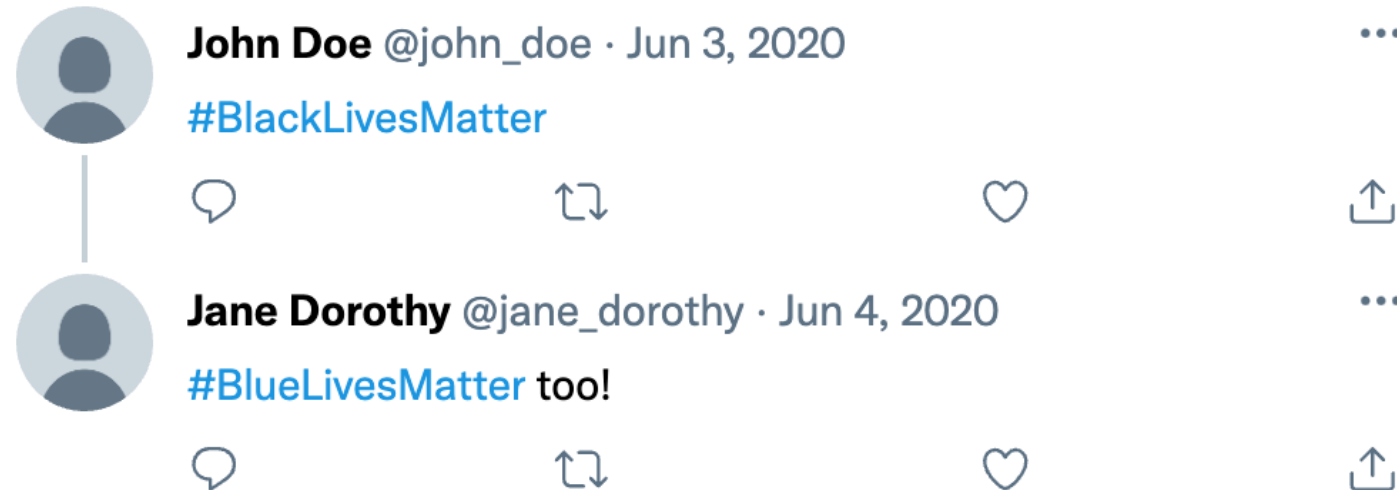 John Doe @john_doe · Jun 3, 2020
#BlackLivesMatter
Jane Dorothy @jane_dorothy · Jun 4, 2020
#BlueLivesMatter too!